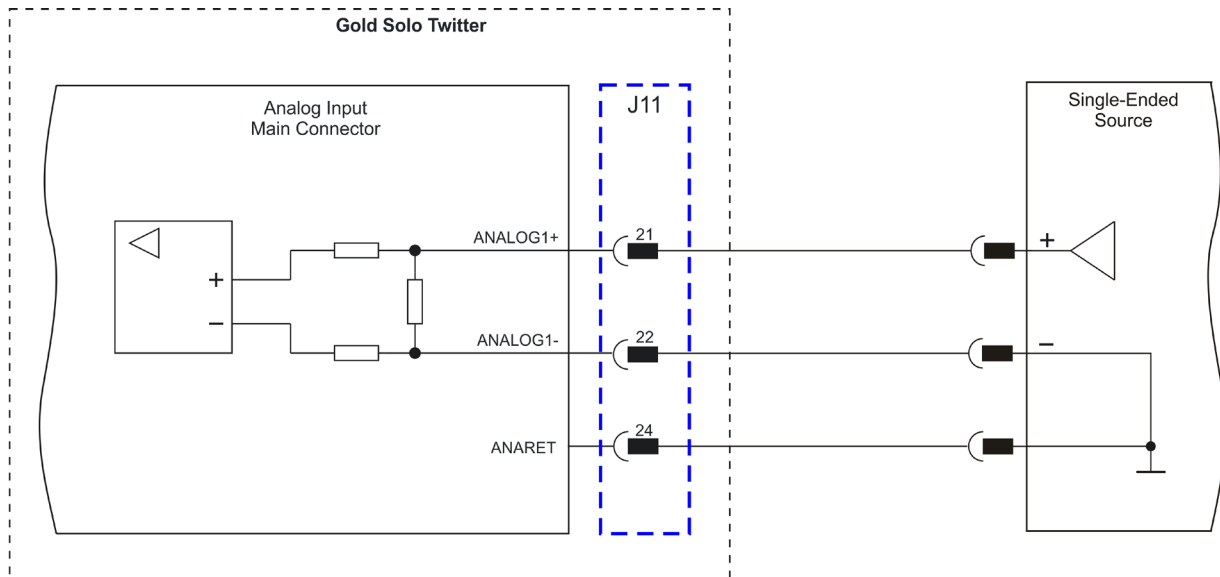 Gold Solo Twitter
Analog Input
Main Connector
J11
Single-Ended
Source
ANALOG1+
21
+
+
-
ANALOG1-
22
-
ANARET
24